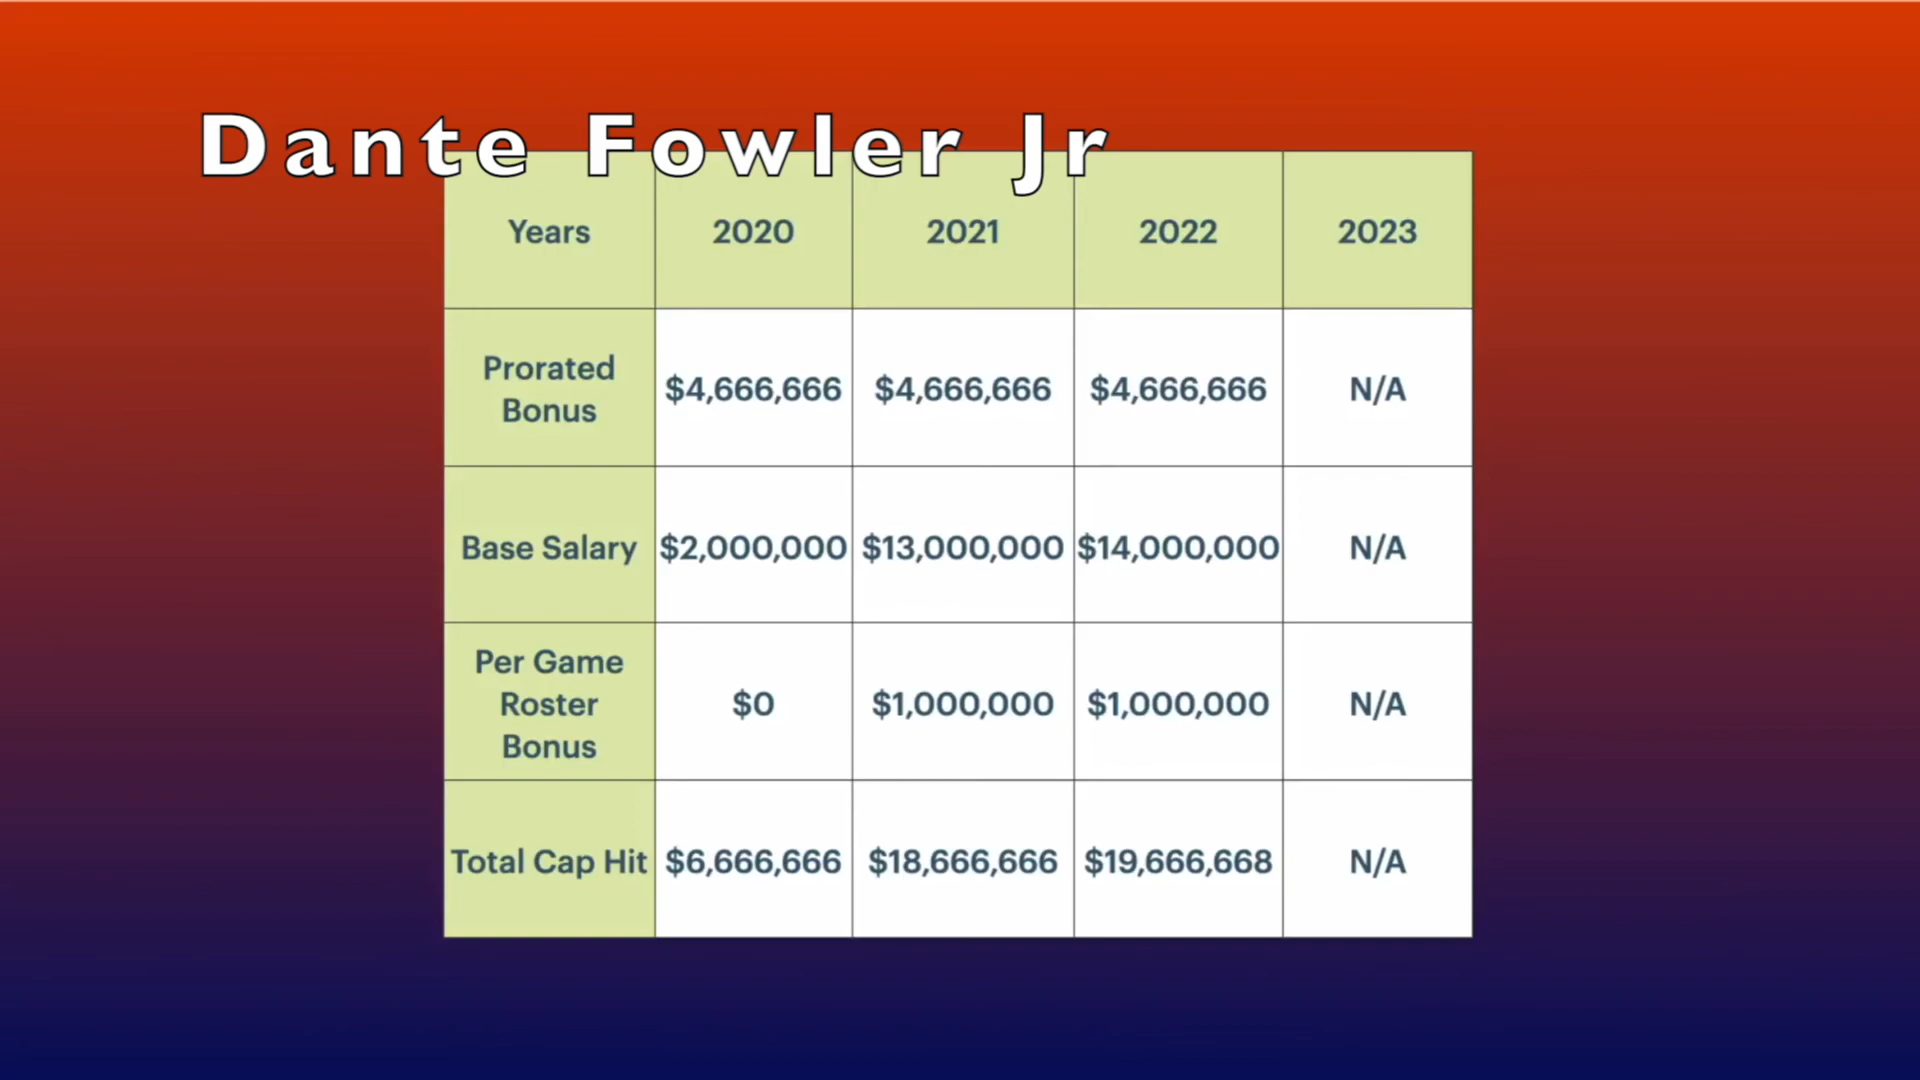 Dante Fowler Jr
Years 2020 2021 2022 2023
Prorated
Bonus
$4,666,666 $4,666,666 $4,666,666 N/A
Base Salary $2,000,000 $13,000,000 $14,000,000 N/A
Per Game
Roster
Bonus
$0 $1,000,000 $1,000,000 N/A
Total Cap Hit $6,666,666 $18,666,666 $19,666,668 N/A